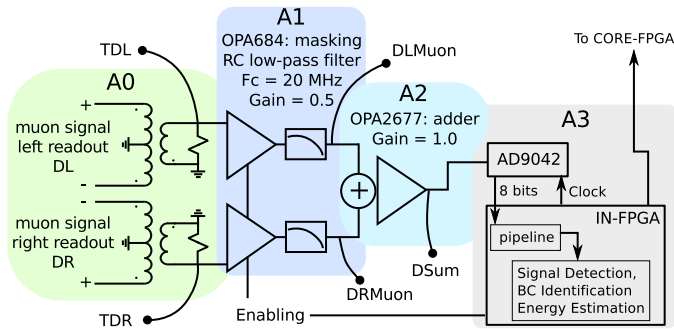 A1
OPA684: masking
RC low-pass filter
Fc = 20 MHz
Gain = 0.5
TDL
DLMuon
To CORE-FPGA
A0
A2
OPA2677: adder
Gain = 1.0
A3
+
muon signal
left readout
DL
-
AD9042
8 bits
Clock
+
-
muon signal
right readout
DR
+
IN-FPGA
pipeline
Signal Detection,
BC Identification
Energy Estimation
DSum
DRMuon
TDR
Enabling